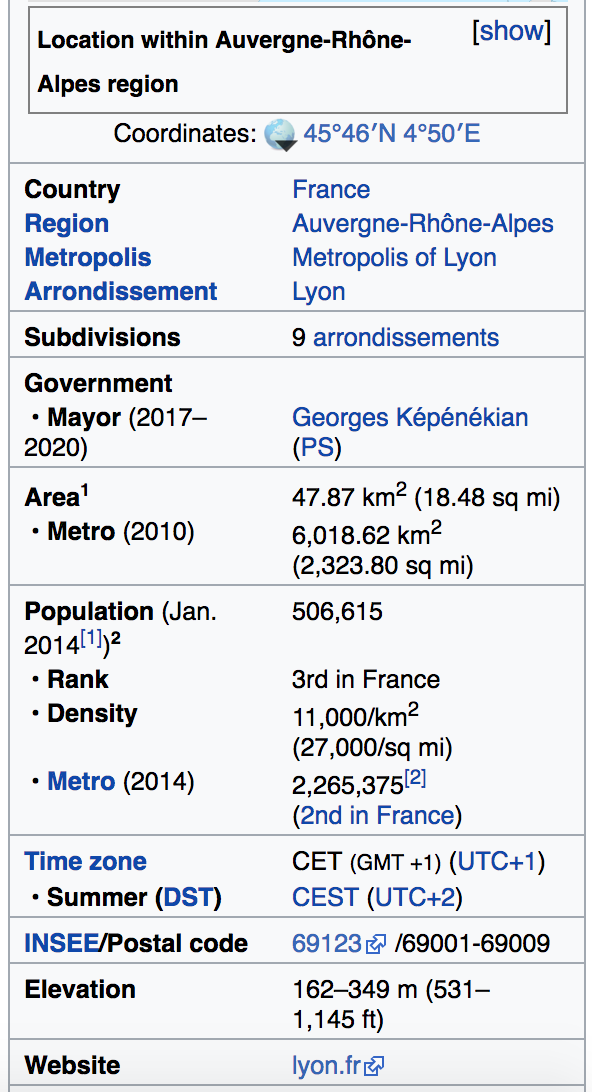 Location within Auvergne-Rhône- [show]
Alpes region
Coordinates: 45°46′N 4°50′E
Country France
Region Auvergne-Rhône-Alpes
Metropolis Metropolis of Lyon
Arrondissement Lyon
Subdivisions 9 arrondissements
Government
• Mayor (2017– Georges Képénékian
2020) (PS)
Area1 47.87 km2 (18.48 sq mi)
• Metro (2010) 6,018.62 km2
(2,323.80 sq mi)
Population (Jan. 506,615
2014[1])2
• Rank 3rd in France
• Density 11,000/km2
(27,000/sq mi)
• Metro (2014) 2,265,375[2]
(2nd in France)
Time zone CET (GMT +1) (UTC+1)
• Summer (DST) CEST (UTC+2)
INSEE/Postal code 69123 /69001-69009
Elevation 162–349 m (531–
1,145 ft)
Website lyon.fr